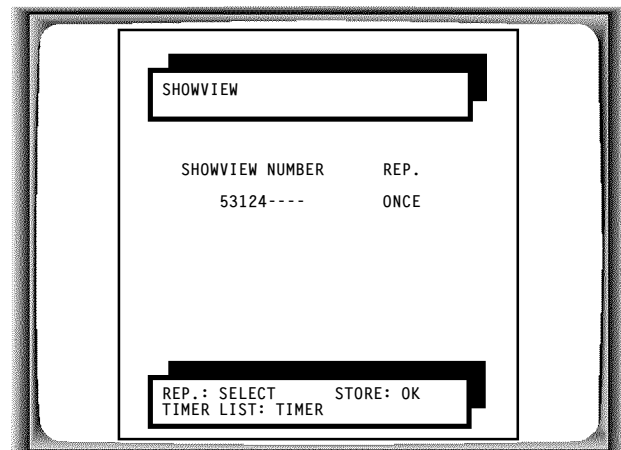 SHOWVIEW
SHOWVIEW NUMBER REP.
53124---- ONCE
REP.: SELECT STORE: OK
TIMER LIST: TIMER